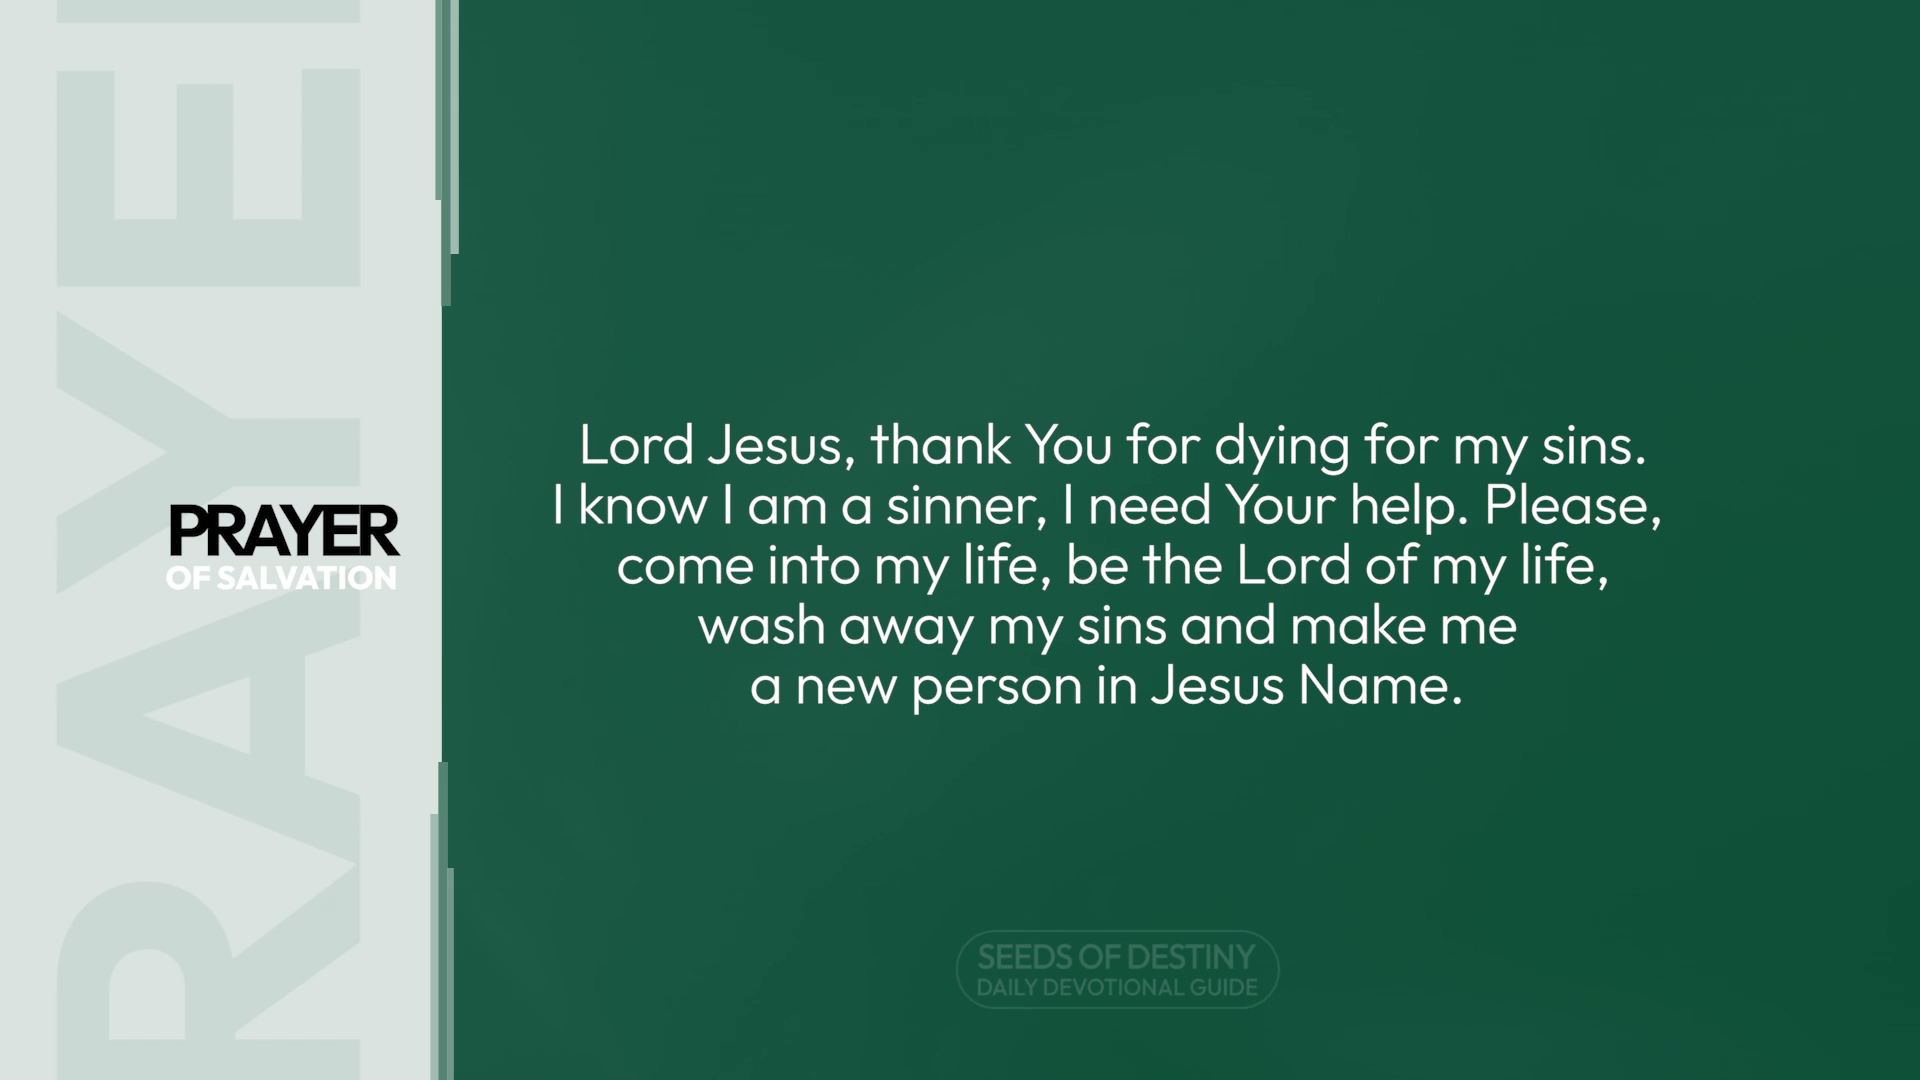 PRAYER
PRAYER
OF SALVATION
Lord Jesus, thank You for dying for my sins.
I know I am a sinner, I need Your help. Please,
come into my life, be the Lord of my life,
wash away my sins and make me
a new person in Jesus Name.
SEEDS OF DESTINY
DAILY DEVOTIONAL GUIDE